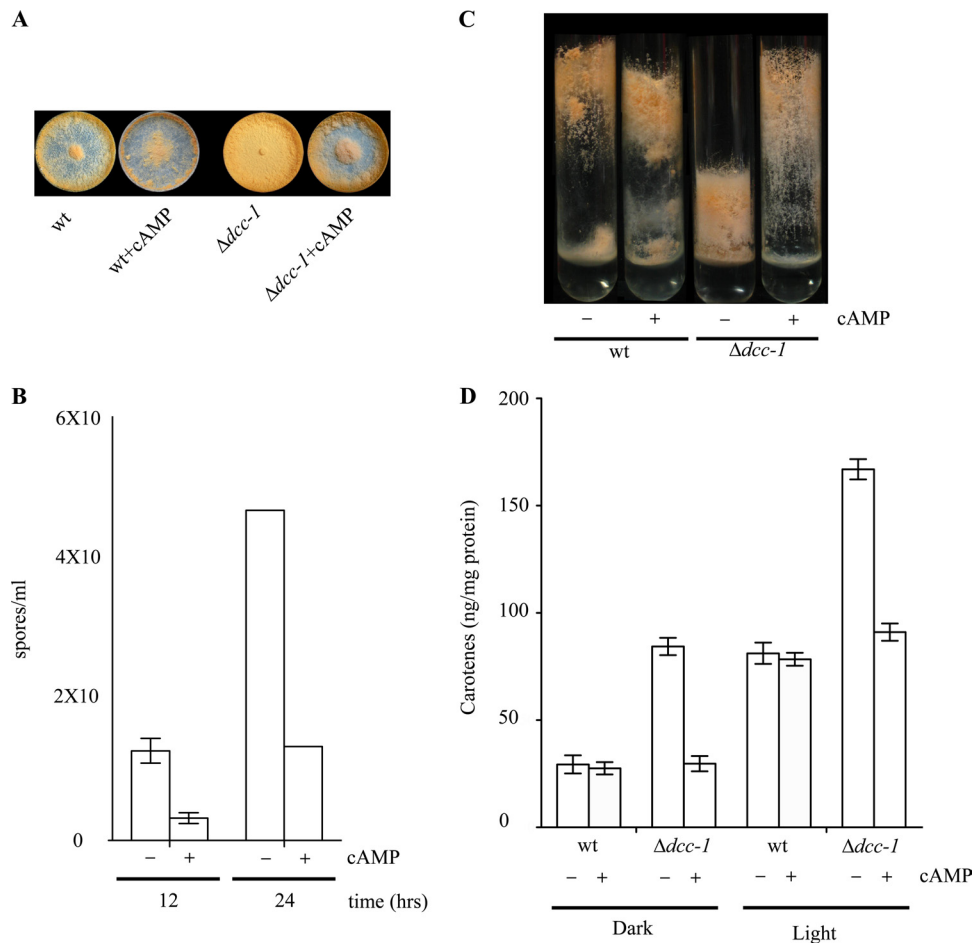 A
wt
wt+cAMP
Δdcc-1
Δdcc-1+cAMP
C
− + − + cAMP
wt Δdcc-1
B
6X10
4X10
2X10
0
spores/ml
− + − + cAMP
12 24 time (hrs)
D
200
150
100
50
0
Carotenes (ng/mg protein)
wt Δdcc-1 wt Δdcc-1
− + − + − + − + cAMP
Dark Light